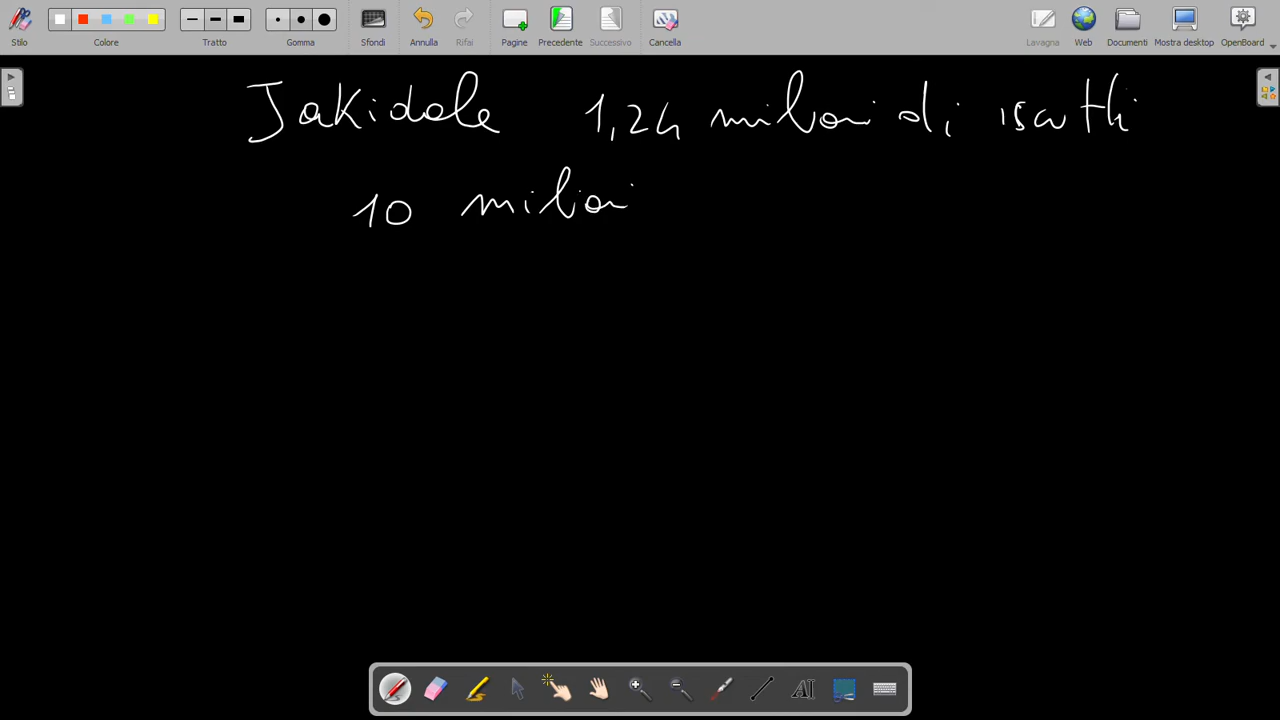 Stilo Colore Tratto Gomma Sfondi Annulla Rifai Pagine Precedente Successivo Cancella Lavagna Web Documenti Mostra desktop OpenBoard
Jakidale 1,24 milioni di iscritti
10 milioni